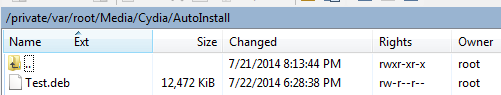 /private/var/root/Media/Cydia/AutoInstall
Name Ext Size Changed Rights Owner
.. 7/21/2014 8:13:44 PM rwxr-xr-x root
Test.deb 12,472 KiB 7/22/2014 6:28:38 PM rw-r--r-- root